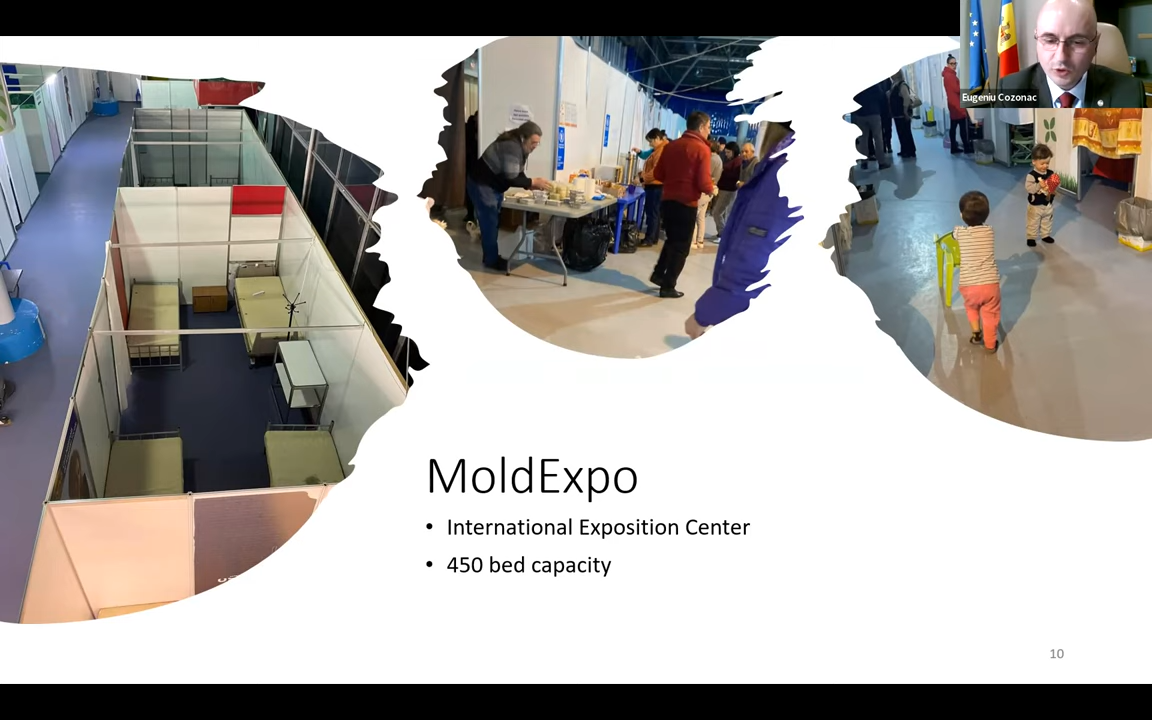 Eugeniu Cozonac
MoldExpo
• International Exposition Center
• 450 bed capacity
10